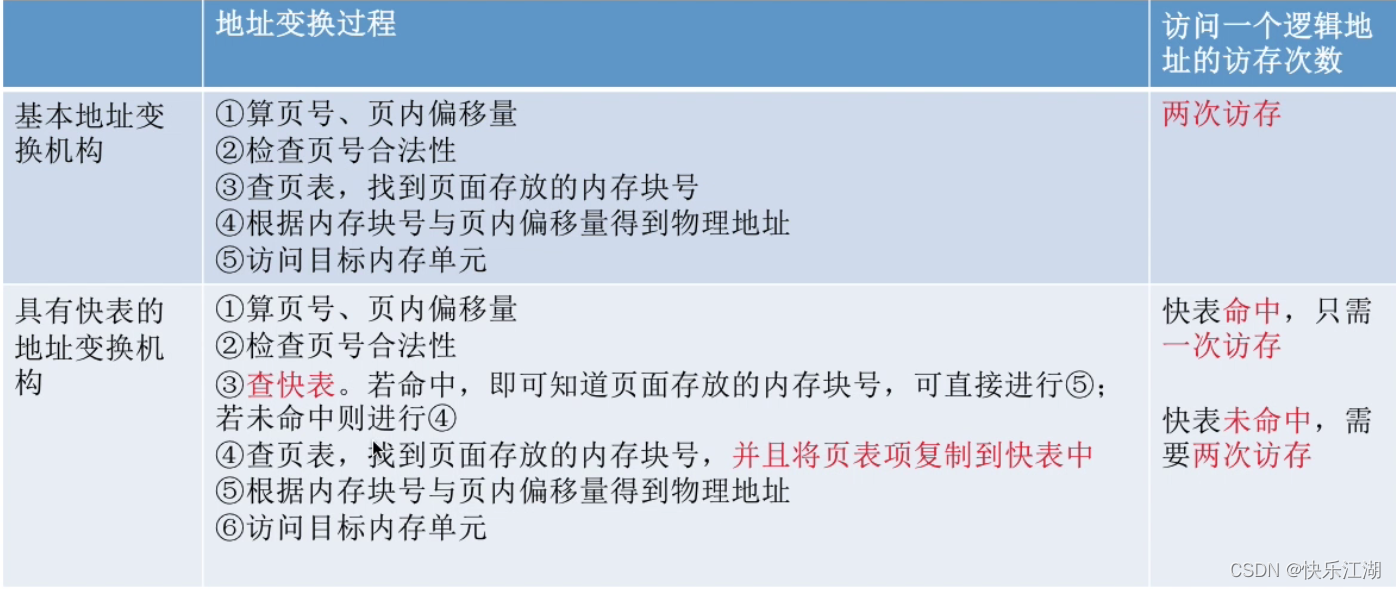 地址变换过程
访问一个逻辑地
址的访存次数
基本地址变
换机构
①算页号、页内偏移量
②检查页号合法性
③查页表，找到页面存放的内存块号
④根据内存块号与页内偏移量得到物理地址
⑤访问目标内存单元
两次访存
具有快表的
地址变换机
构
①算页号、页内偏移量
②检查页号合法性
③查快表。若命中，即可知道页面存放的内存块号，可直接进行⑤；
若未命中则进行④
④查页表，找到页面存放的内存块号，并且将页表项复制到快表中
⑤根据内存块号与页内偏移量得到物理地址
⑥访问目标内存单元
快表命中，只需
一次访存
快表未命中，需
要两次访存
CSDN @快乐江湖